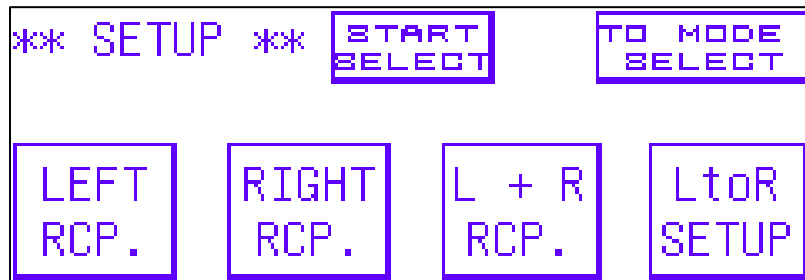 ** SETUP **
START
SELECT
TO MODE
SELECT
LEFT
RCP.
RIGHT
RCP.
L + R
RCP.
LtoR
SETUP